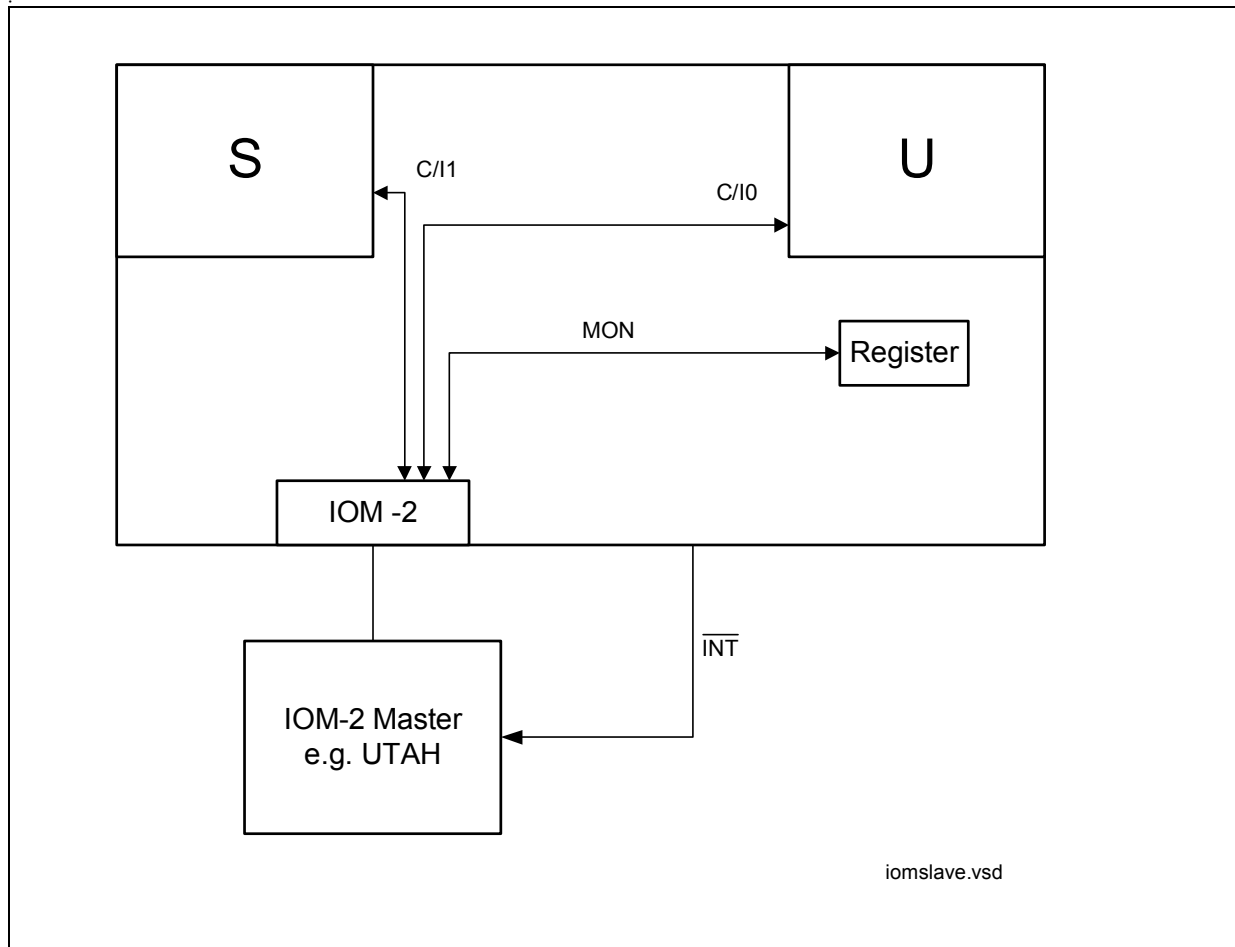 S
U
C/I1
C/I0
MON
Register
IOM -2
INT
IOM-2 Master
e.g. UTAH
iomslave.vsd